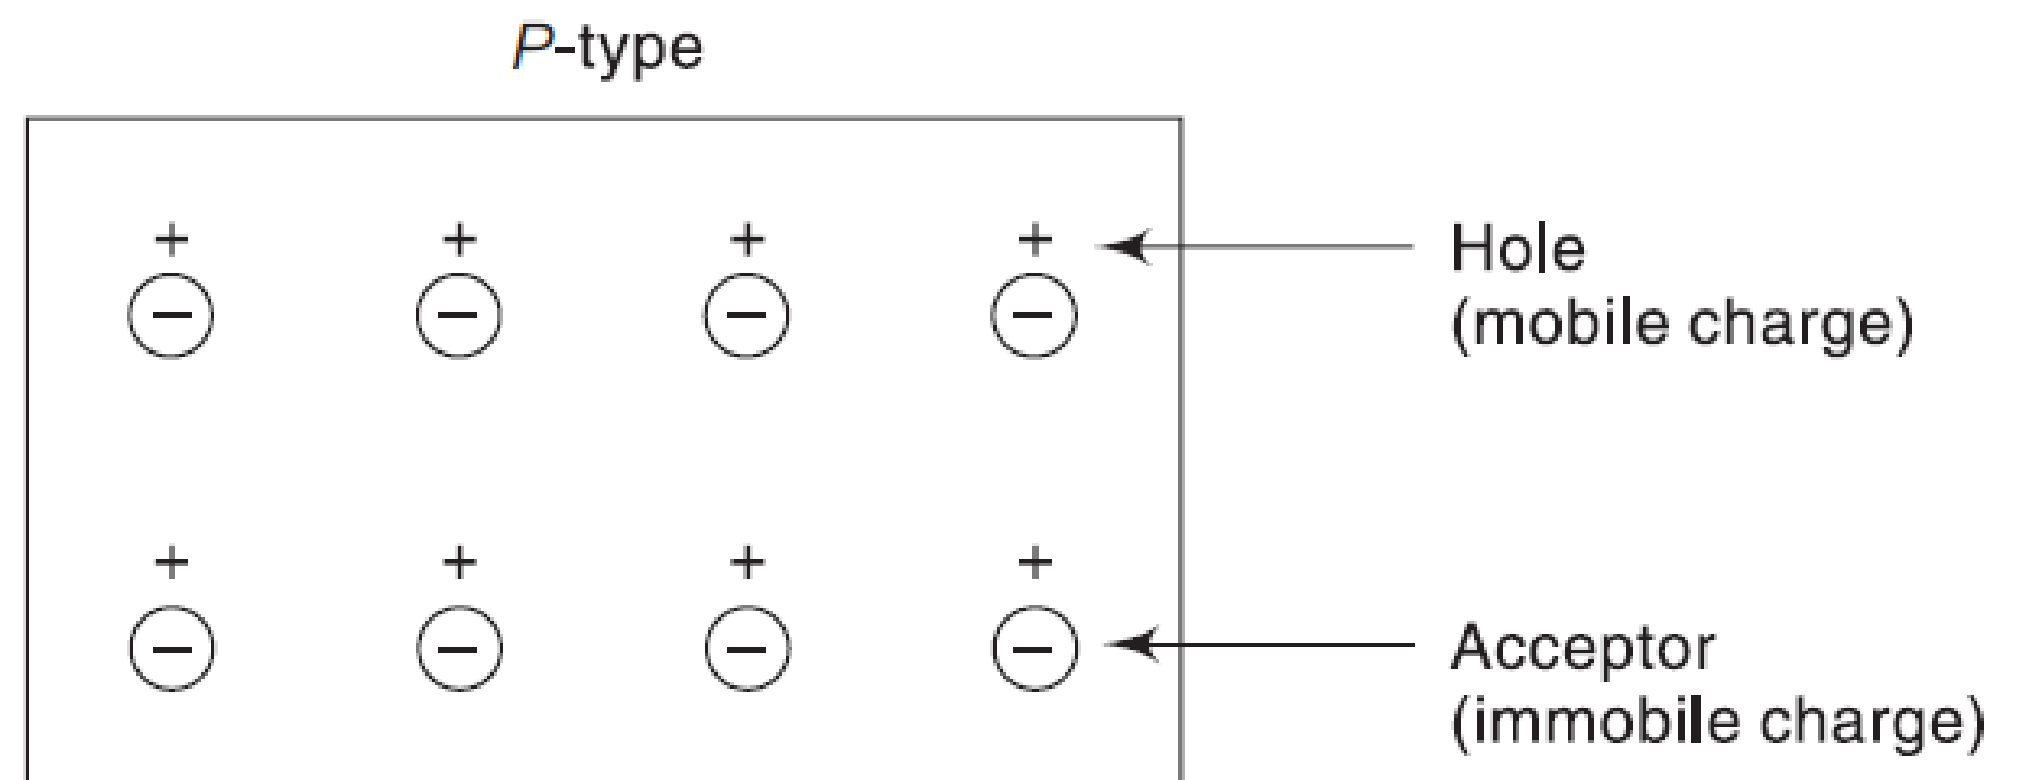 P-type
+ + + +
− − − −
Hole
(mobile charge)
+ + + +
− − − −
Acceptor
(immobile charge)